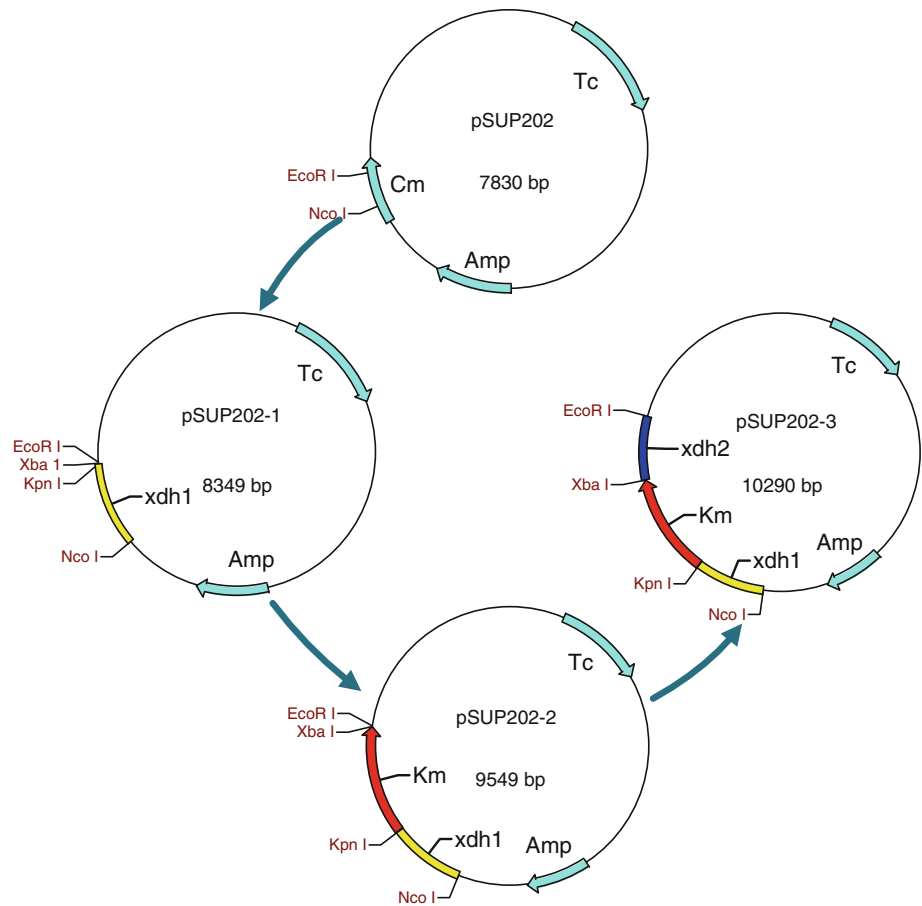 Tc
pSUP202
7830 bp
EcoR I
Cm
Nco I
Amp
Tc
pSUP202-1
8349 bp
EcoR I
Xba 1
Kpn I
xdh1
Nco I
Amp
Tc
pSUP202-2
9549 bp
EcoR I
Xba I
Km
Kpn I
xdh1
Nco I
Amp
Tc
pSUP202-3
10290 bp
EcoR I
xdh2
Xba I
Km
Kpn I
xdh1
Nco I
Amp